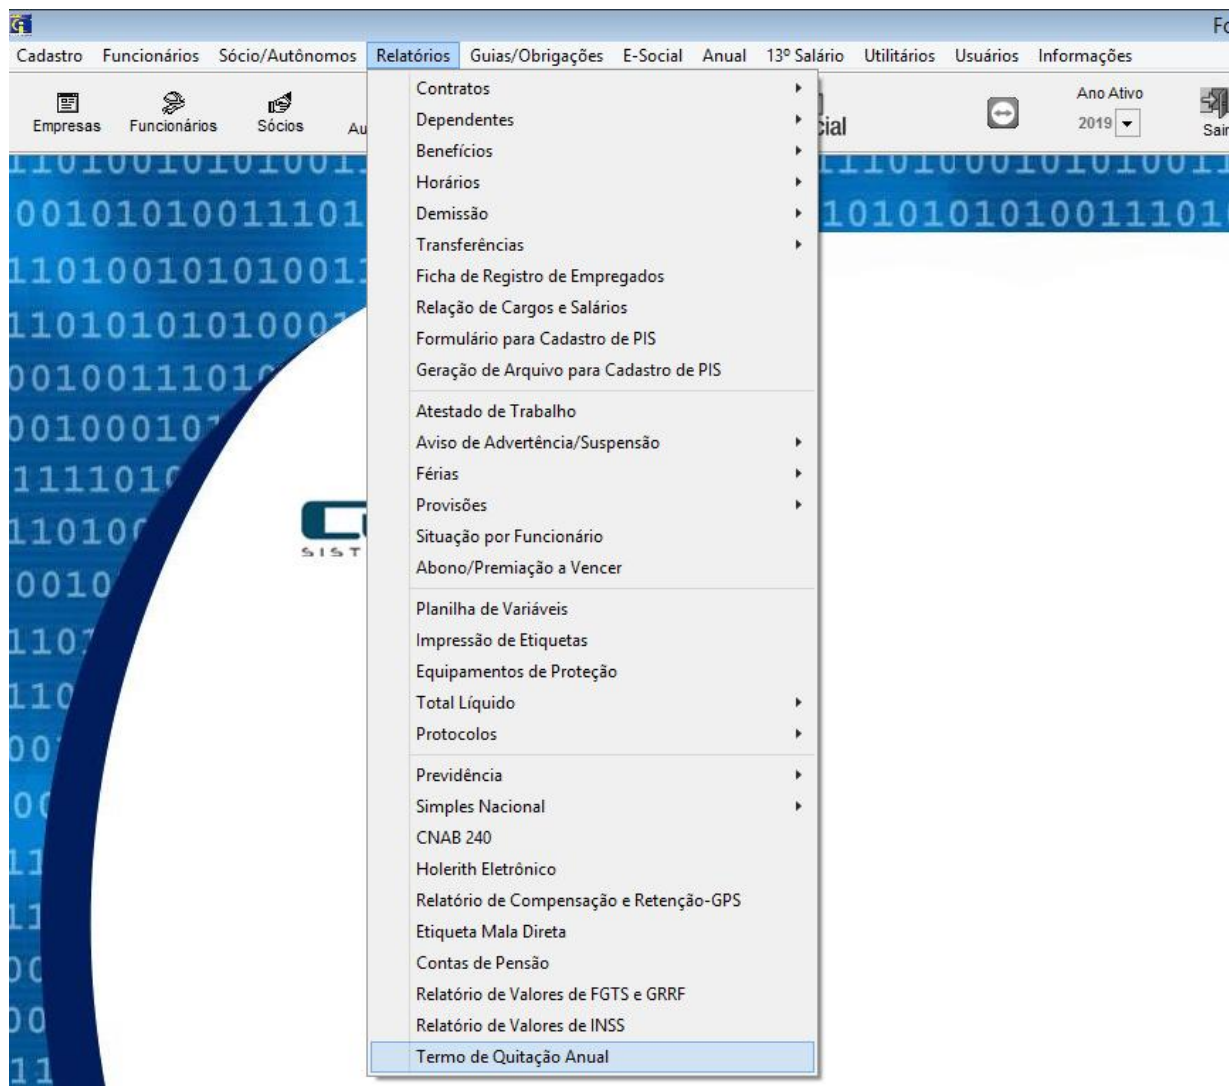 Fo
Cadastro Funcionários Sócio/Autônomos Relatórios Guias/Obrigações E-Social Anual 13º Salário Utilitários Usuários Informações
Empresas Funcionários Sócios Au
cial
Ano Ativo
2019
Sair
Contratos
Dependentes
Benefícios
Horários
Demissão
Transferências
Ficha de Registro de Empregados
Relação de Cargos e Salários
Formulário para Cadastro de PIS
Geração de Arquivo para Cadastro de PIS
Atestado de Trabalho
Aviso de Advertência/Suspensão
Férias
Provisões
Situação por Funcionário
Abono/Premiação a Vencer
Planilha de Variáveis
Impressão de Etiquetas
Equipamentos de Proteção
Total Líquido
Protocolos
Previdência
Simples Nacional
CNAB 240
Holerith Eletrônico
Relatório de Compensação e Retenção-GPS
Etiqueta Mala Direta
Contas de Pensão
Relatório de Valores de FGTS e GRRF
Relatório de Valores de INSS
Termo de Quitação Anual
SIST